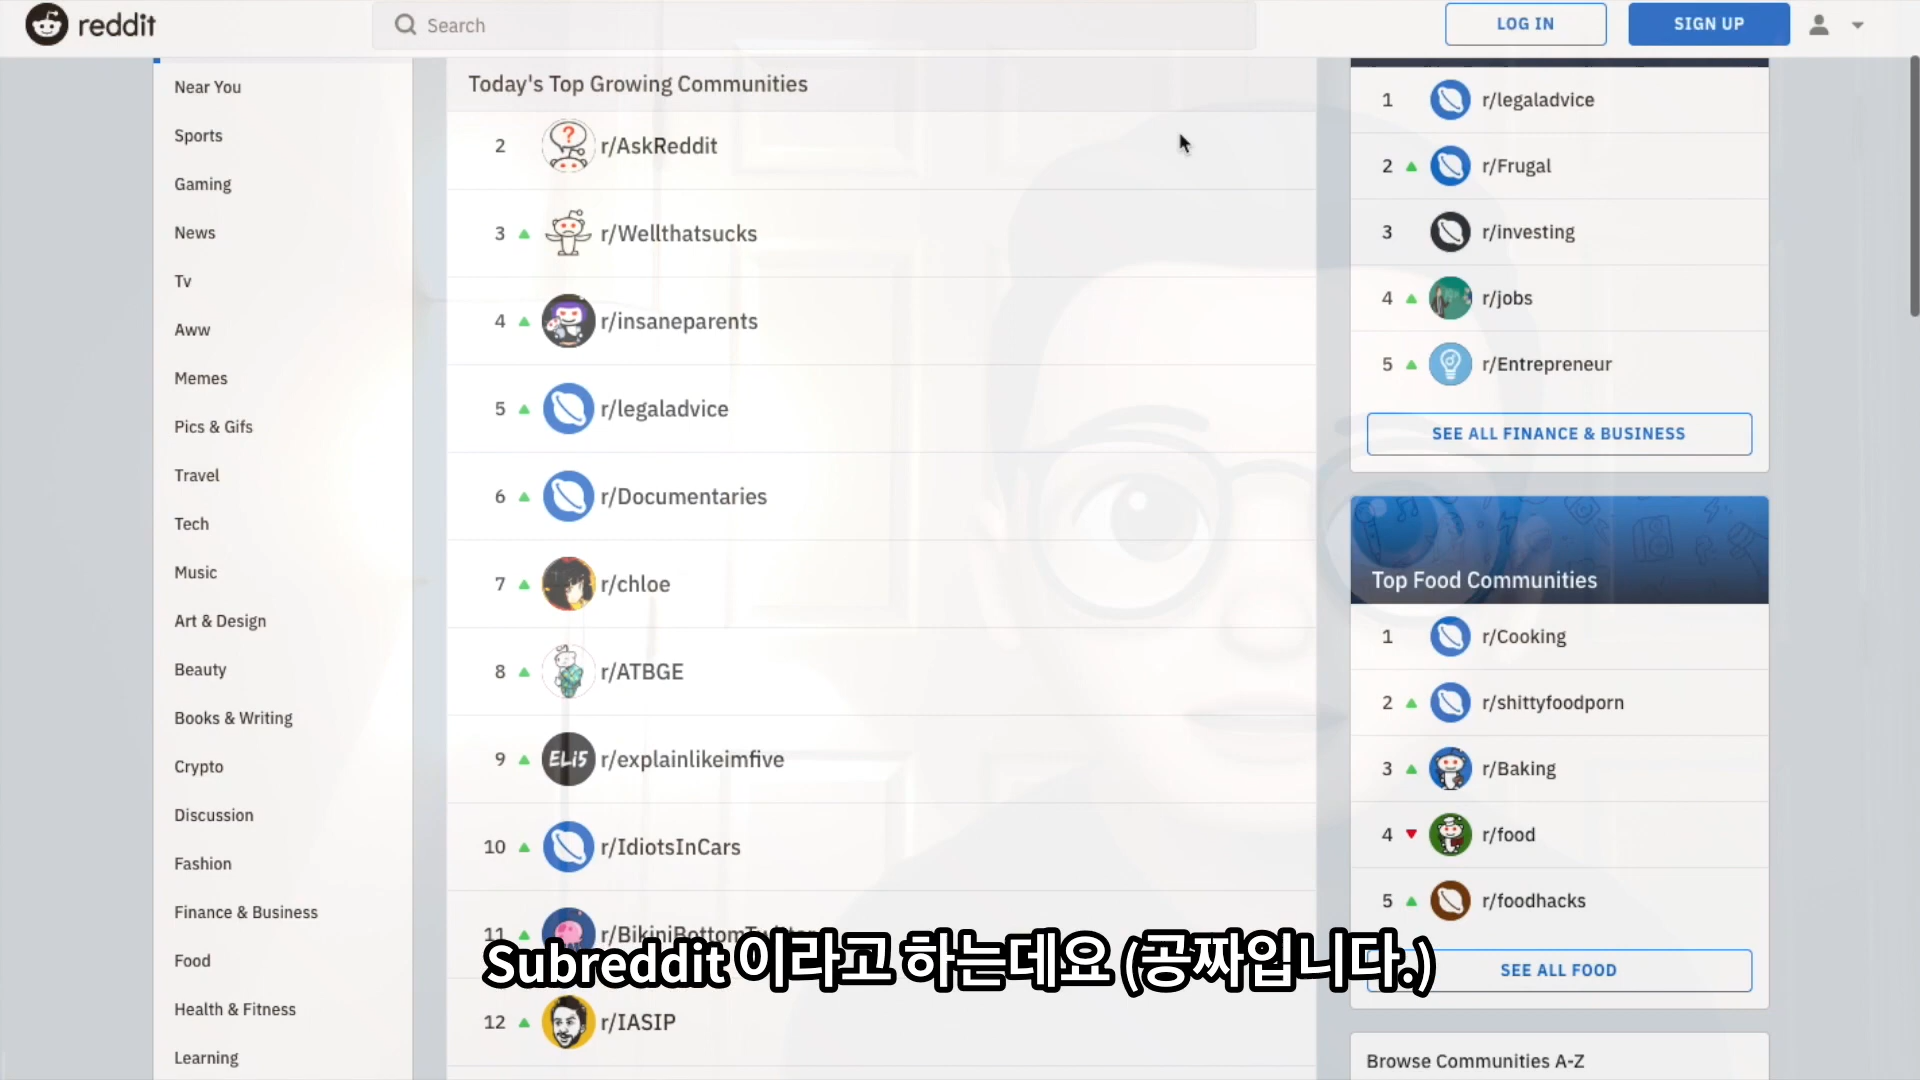 reddit
Search
LOG IN
SIGN UP
Near You
Sports
Gaming
News
Tv
Aww
Memes
Pics & Gifs
Travel
Tech
Music
Art & Design
Beauty
Books & Writing
Crypto
Discussion
Fashion
Finance & Business
Food
Health & Fitness
Learning
Today's Top Growing Communities
2 r/AskReddit
3 r/Wellthatsucks
4 r/insaneparents
5 r/legaladvice
6 r/Documentaries
7 r/chloe
8 r/ATBGE
9 ELI5 r/explainlikeimfive
10 r/IdiotsInCars
11 r/BikiniBottomTwitter
12 r/IASIP
1 r/legaladvice
2 r/Frugal
3 r/investing
4 r/jobs
5 r/Entrepreneur
SEE ALL FINANCE & BUSINESS
Top Food Communities
1 r/Cooking
2 r/shittyfoodporn
3 r/Baking
4 r/food
5 r/foodhacks
SEE ALL FOOD
Browse Communities A-Z
Subreddit 이라고 하는데요 (공짜입니다.)